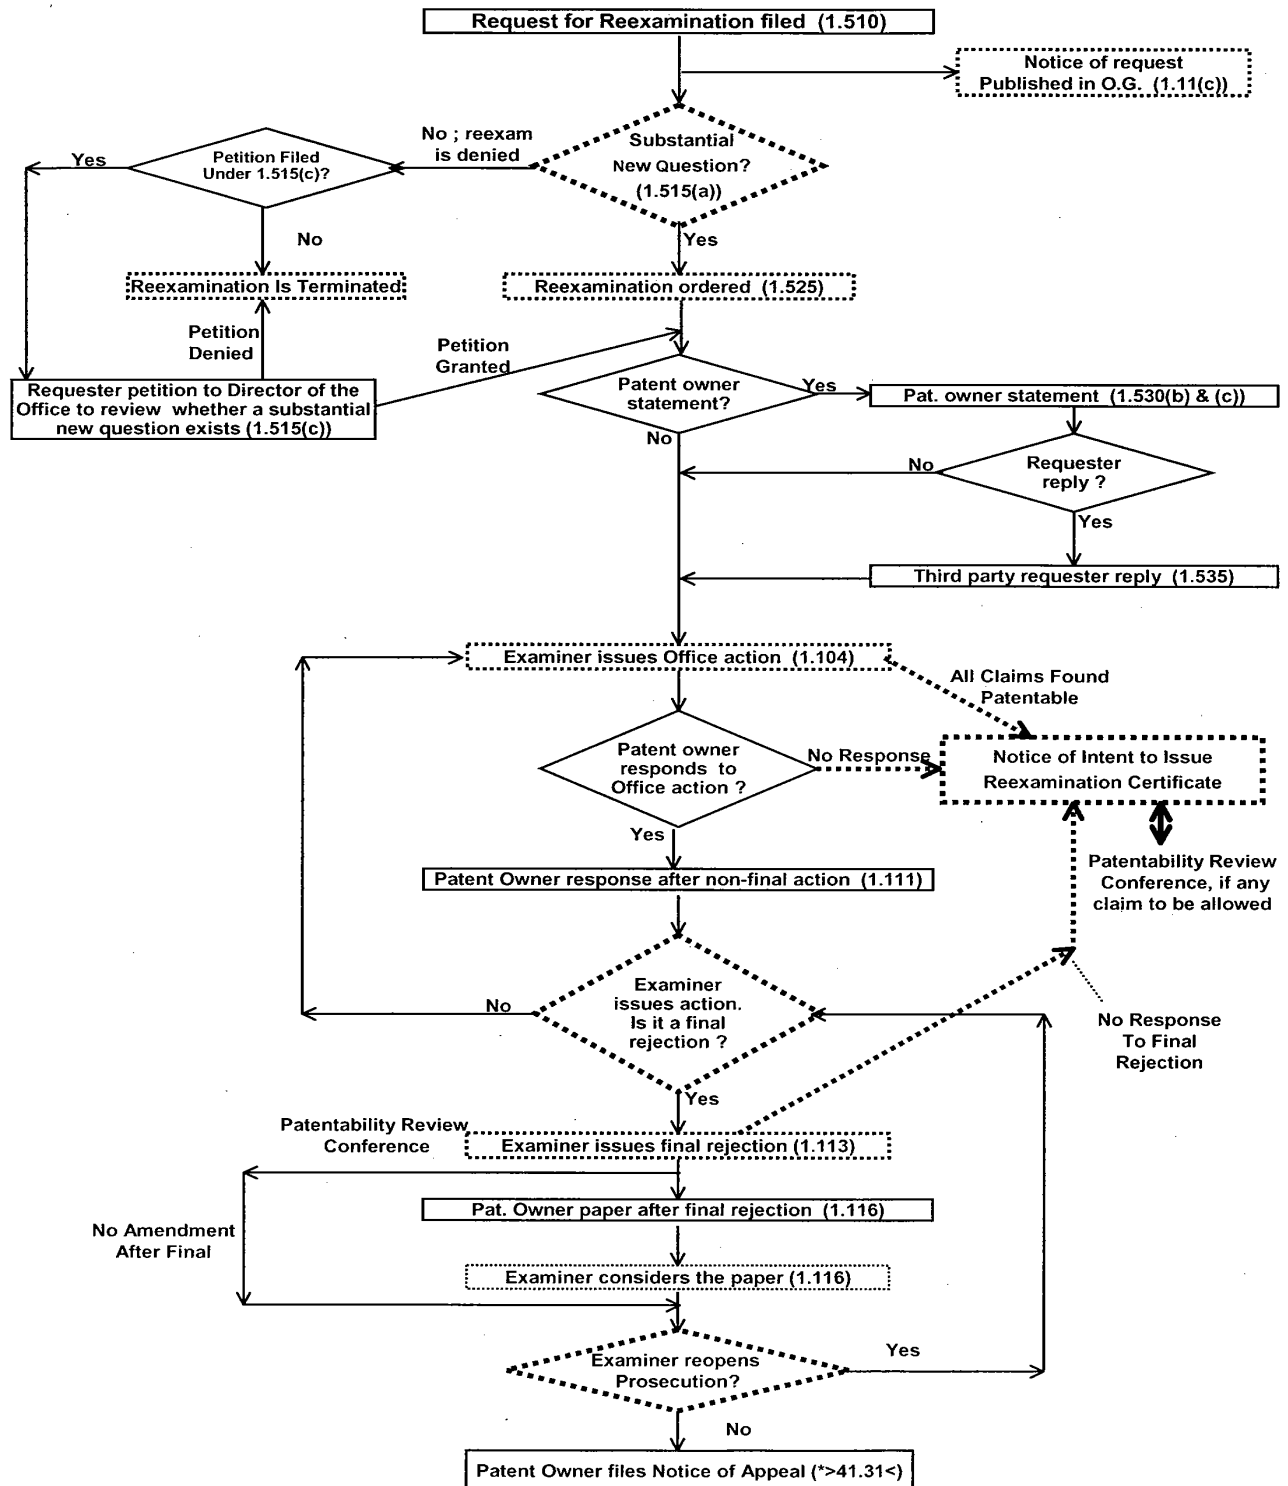 Request for Reexamination filed (1.510)
Notice of request
Published in O.G. (1.11(c))
No ; reexam
is denied
Substantial
New Question?
(1.515(a))
Yes
Petition Filed
Under 1.515(c)?
No
Yes
Reexamination Is Terminated
Reexamination ordered (1.525)
Petition
Denied
Petition
Granted
Requester petition to Director of the
Office to review whether a substantial
new question exists (1.515(c))
Patent owner
statement?
Yes
Pat. owner statement (1.530(b) & (c))
No
No
Requester
reply ?
Yes
Third party requester reply (1.535)
Examiner issues Office action (1.104)
All Claims Found
Patentable
Patent owner
responds to
Office action ?
No Response
Notice of Intent to Issue
Reexamination Certificate
Yes
Patent Owner response after non-final action (1.111)
Patentability Review
Conference, if any
claim to be allowed
No
Examiner
issues action.
Is it a final
rejection ?
No Response
To Final
Rejection
Yes
Patentability Review
Conference
Examiner issues final rejection (1.113)
Pat. Owner paper after final rejection (1.116)
No Amendment
After Final
Examiner considers the paper (1.116)
Examiner reopens
Prosecution?
Yes
No
Patent Owner files Notice of Appeal (*>41.31<)